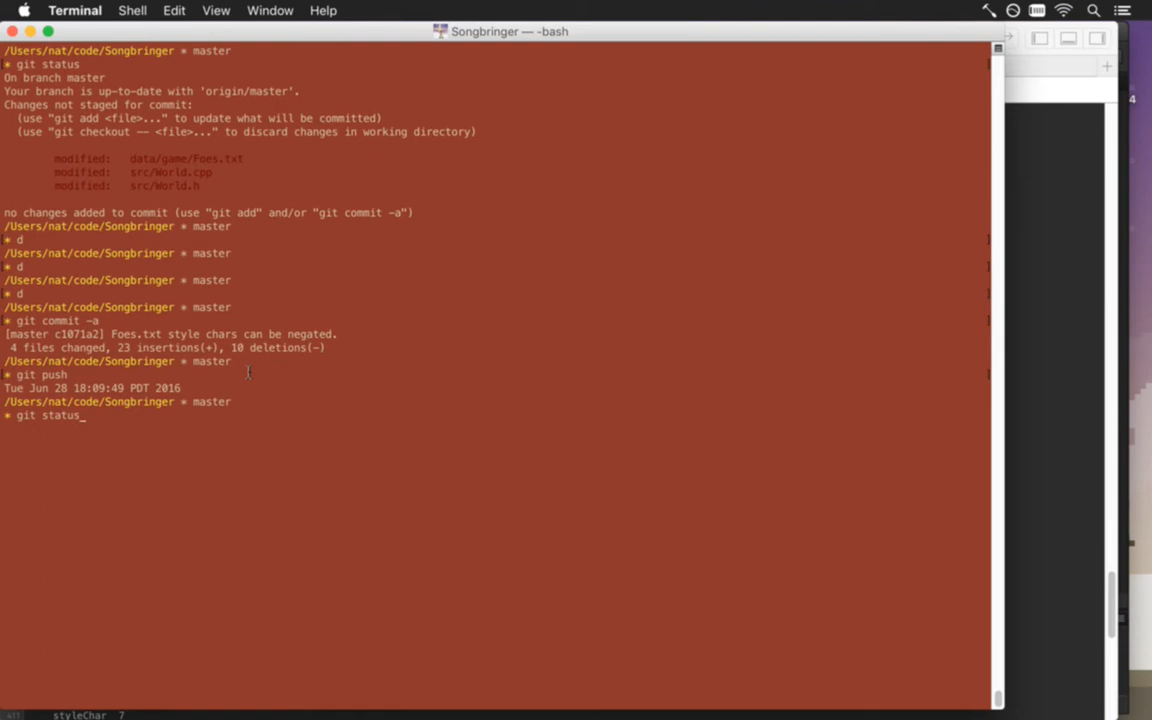 Terminal Shell Edit View Window Help
Songbringer — -bash
/Users/nat/code/Songbringer * master
* git status
On branch master
Your branch is up-to-date with 'origin/master'.
Changes not staged for commit:
(use "git add <file>..." to update what will be committed)
(use "git checkout -- <file>..." to discard changes in working directory)
modified: data/game/Foes.txt
modified: src/World.cpp
modified: src/World.h
no changes added to commit (use "git add" and/or "git commit -a")
/Users/nat/code/Songbringer * master
* d
/Users/nat/code/Songbringer * master
* d
/Users/nat/code/Songbringer * master
* d
/Users/nat/code/Songbringer * master
* git commit -a
[master c1071a2] Foes.txt style chars can be negated.
4 files changed, 23 insertions(+), 10 deletions(-)
/Users/nat/code/Songbringer * master
* git push
Tue Jun 28 18:09:49 PDT 2016
/Users/nat/code/Songbringer * master
* git status_
4
styleChar 7